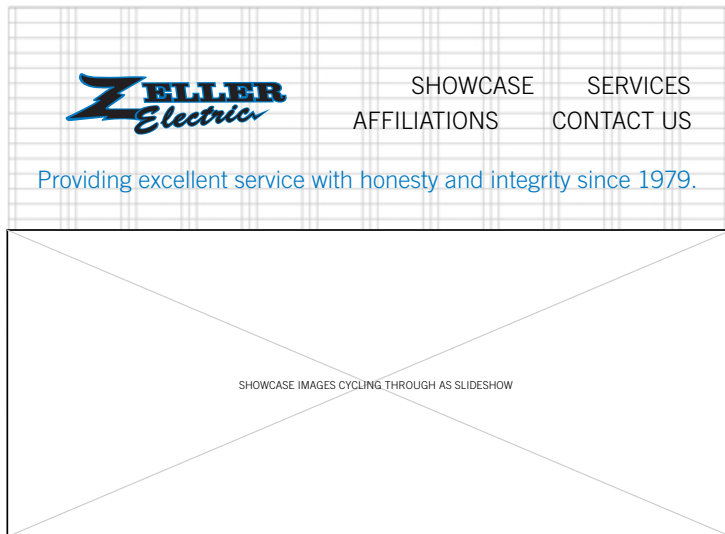 ZELLER
Electric
SHOWCASE SERVICES
AFFILIATIONS CONTACT US
Providing excellent service with honesty and integrity since 1979.
SHOWCASE IMAGES CYCLING THROUGH AS SLIDESHOW